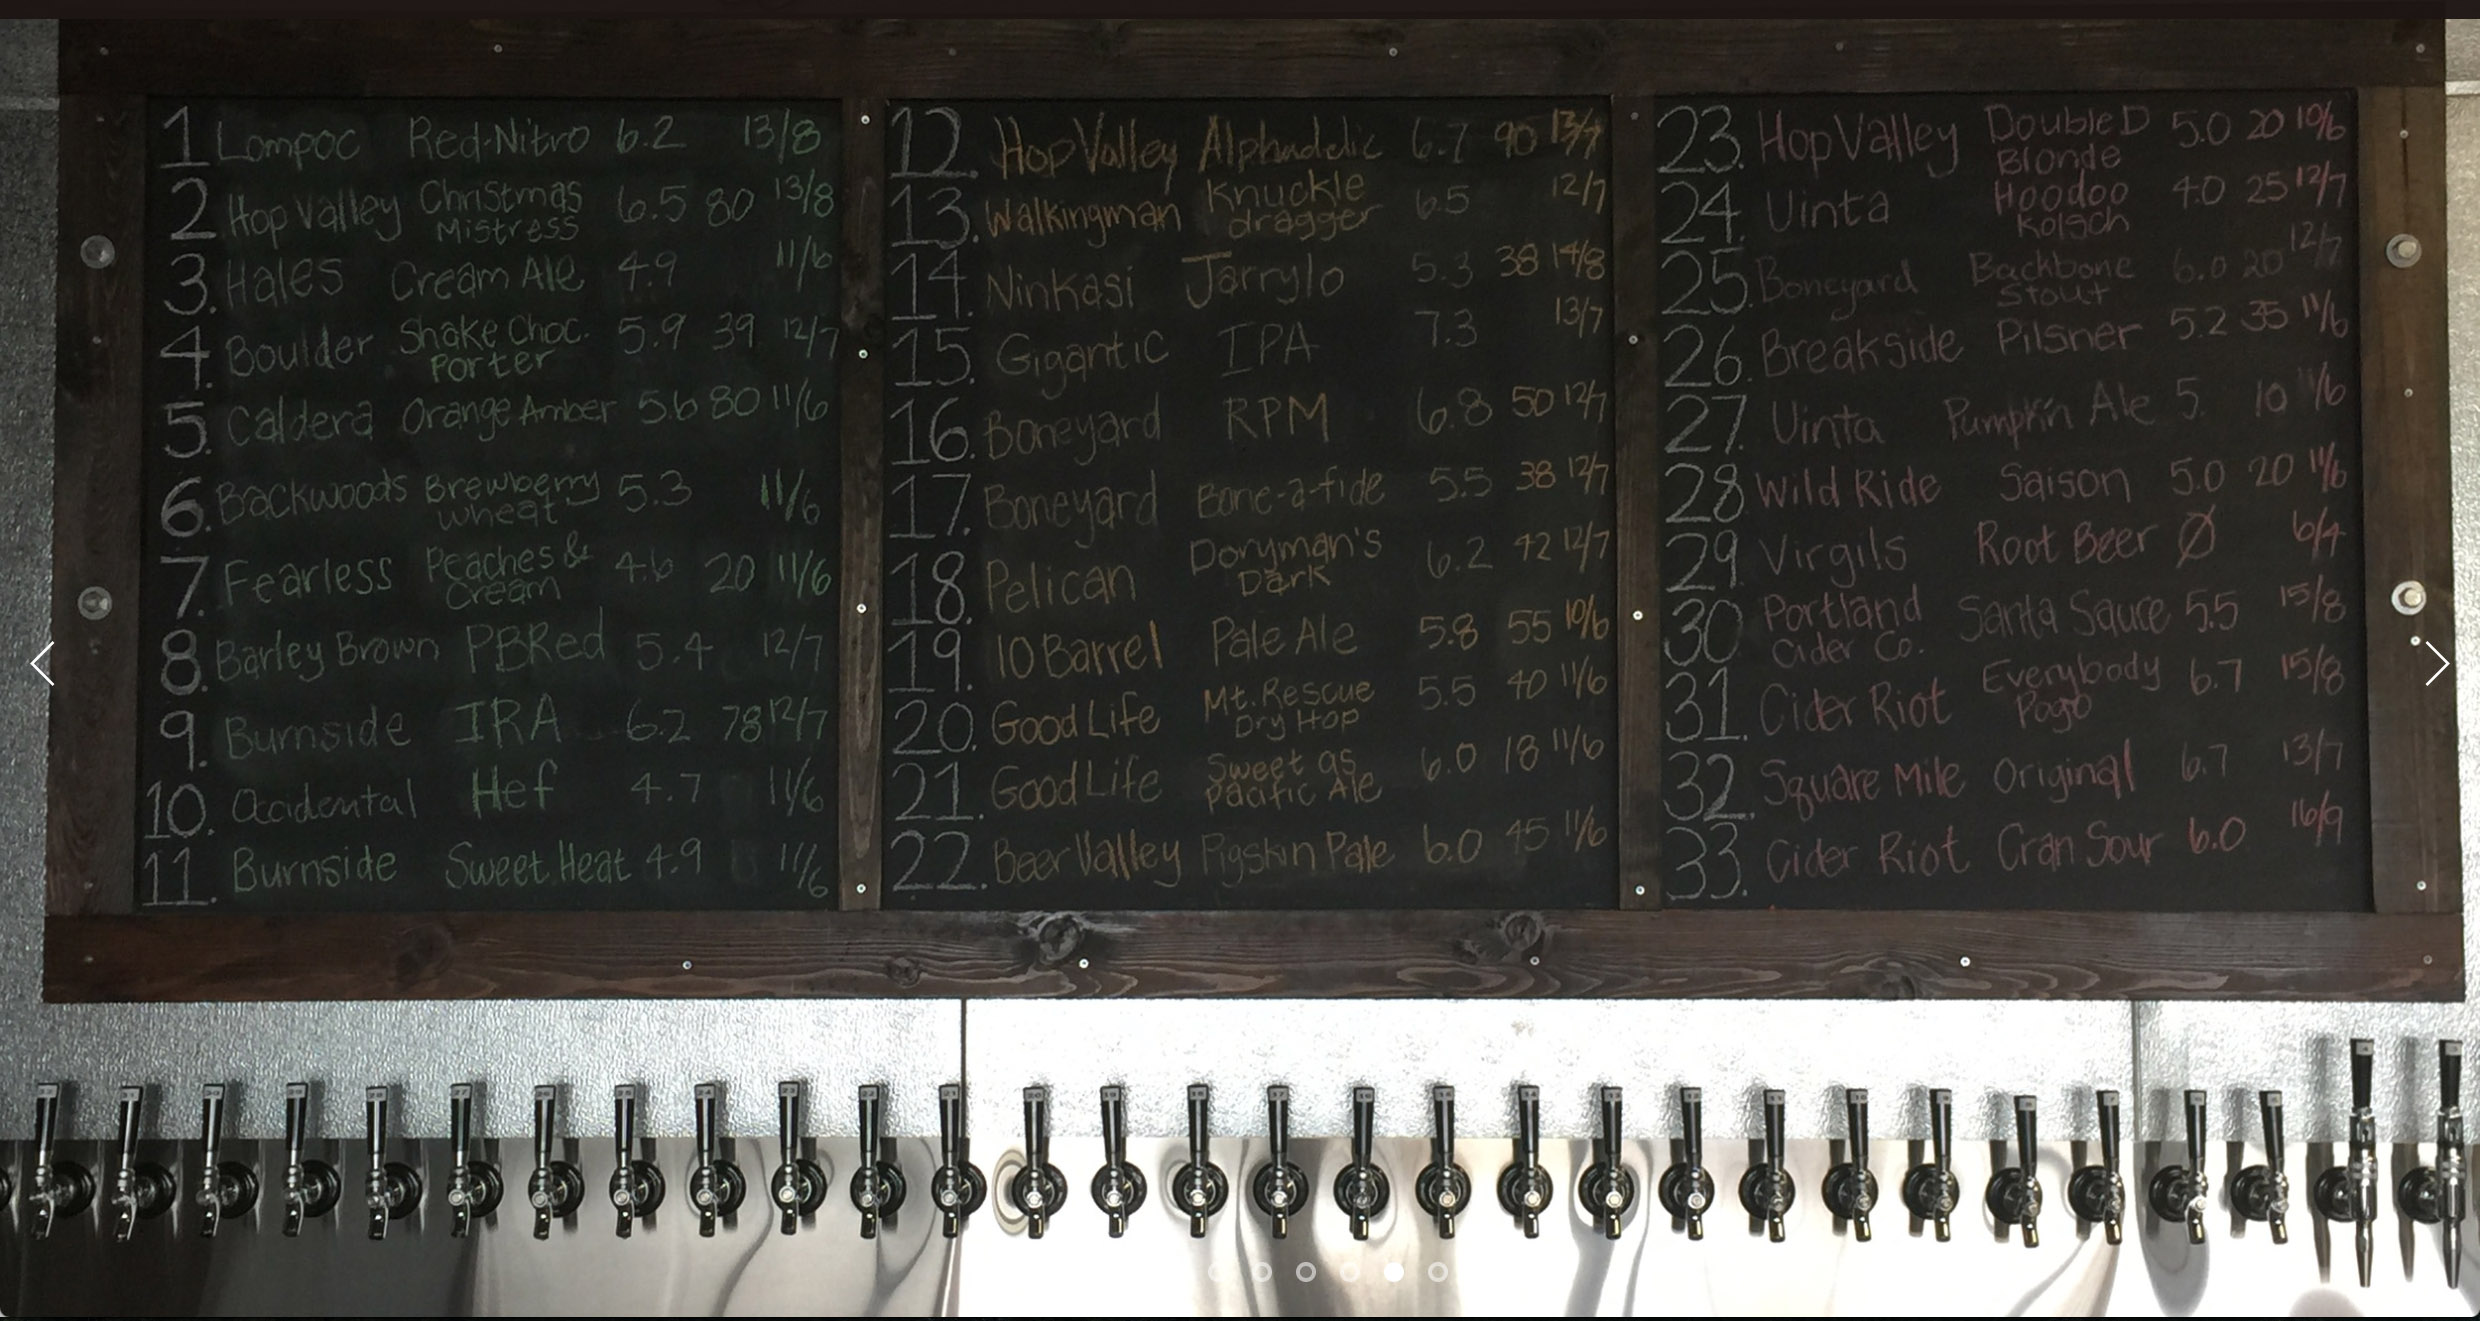 1. Lompoc Red-Nitro 6.2 13/8
2. Hop Valley Christmas Mistress 6.5 80 13/8
3. Hales Cream Ale 4.9 11/6
4. Boulder Shake Choc. Porter 5.9 39 12/7
5. Caldera Orange Amber 5.6 80 11/6
6. Backwoods Brewberry Wheat 5.3 11/6
7. Fearless Peaches & Cream 4.6 20 11/6
8. Barley Brown PBRed 5.4 12/7
9. Burnside IRA 6.2 78 12/7
10. Occidental Hef 4.7 11/6
11. Burnside Sweet Heat 4.9 11/6
12. Hop Valley Alphadelic 6.7 90 13/7
13. Walkingman Knuckle dragger 6.5 12/7
14. Ninkasi Jarrylo 5.3 38 14/8
15. Gigantic IPA 7.3 13/7
16. Boneyard RPM 6.8 50 12/7
17. Boneyard Bone-a-fide 5.5 38 12/7
18. Pelican Doryman's Dark 6.2 42 12/7
19. 10 Barrel Pale Ale 5.8 55 10/6
20. Good Life Mt. Rescue Dry Hop 5.5 40 11/6
21. Good Life Sweet as Pacific Ale 6.0 18 11/6
22. Beer Valley Pigskin Pale 6.0 45 11/6
23. Hop Valley Double D Blonde 5.0 20 10/6
24. Uinta Hoodoo Kolsch 4.0 25 12/7
25. Boneyard Backbone Stout 6.0 20 12/7
26. Breakside Pilsner 5.2 35 11/6
27. Uinta Pumpkin Ale 5. 10 11/6
28. Wild Ride Saison 5.0 20 11/6
29. Virgils Root Beer Ø 6/4
30. Portland Cider Co. Santa Sauce 5.5 15/8
31. Cider Riot Everybody Pogo 6.7 15/8
32. Square Mile Original 6.7 13/7
33. Cider Riot Cran Sour 6.0 16/9